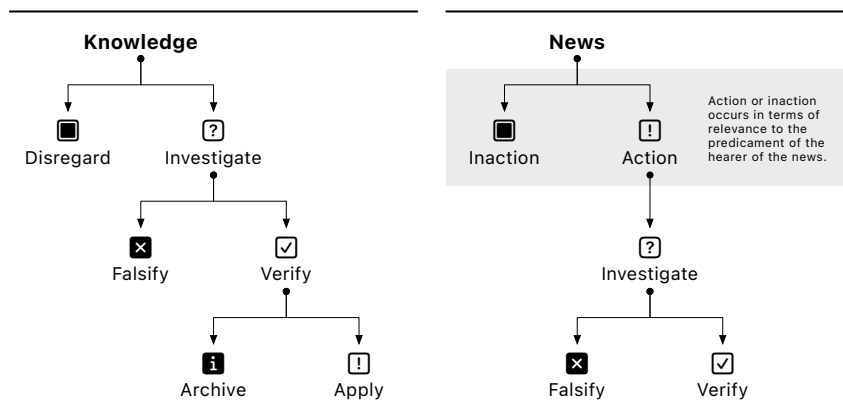 Knowledge
Disregard
Investigate
Falsify
Verify
Archive
Apply
News
Inaction
Action
Action or inaction
occurs in terms of
relevance to the
predicament of the
hearer of the news.
Investigate
Falsify
Verify